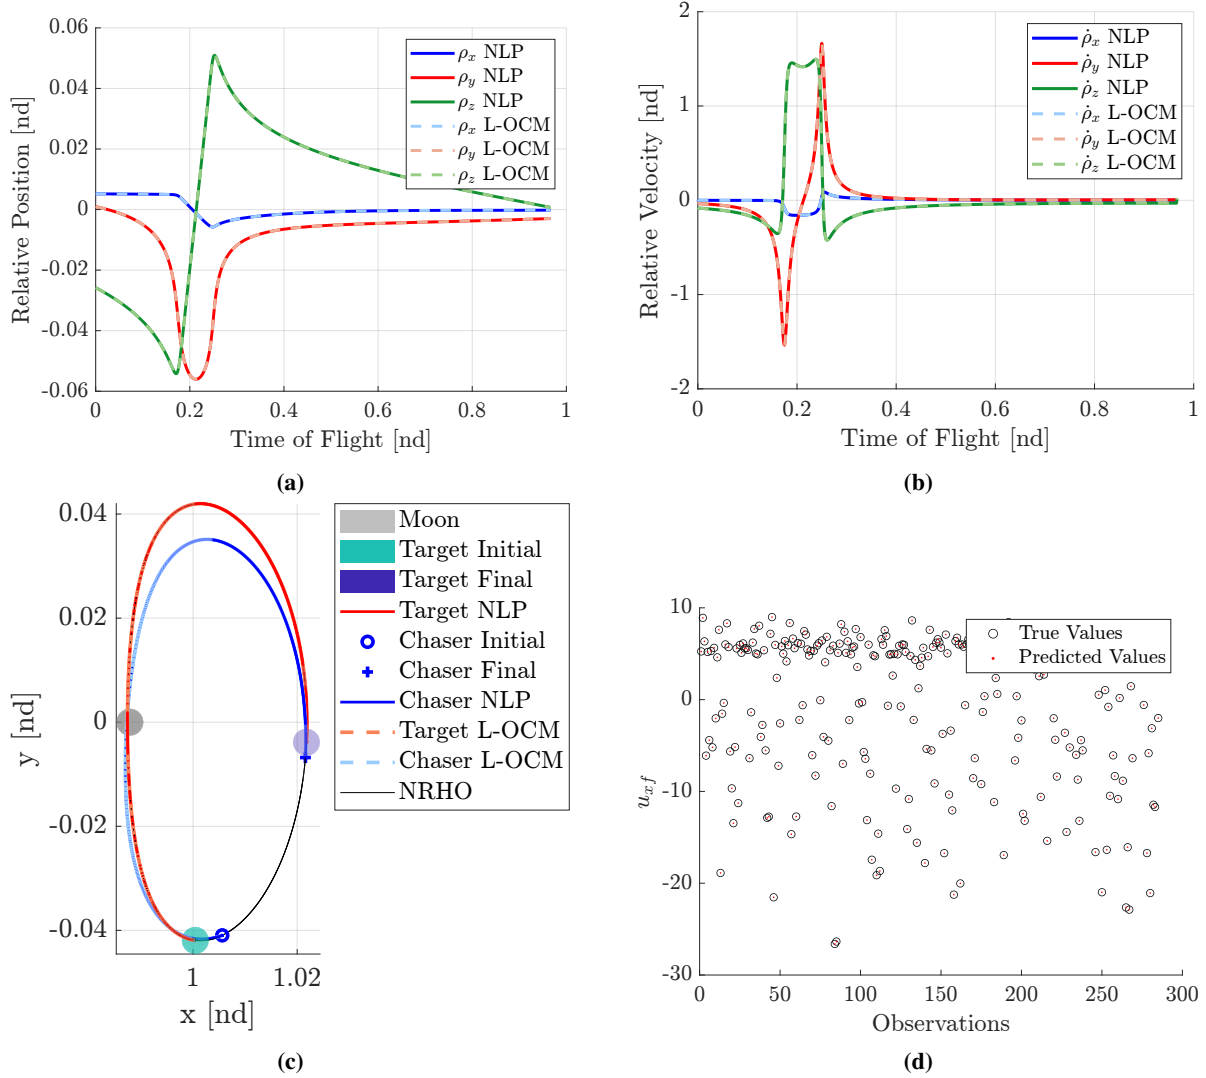 0.06
0.04
0.02
0
-0.02
-0.04
-0.06
Relative Position [nd]
ρx NLP
ρy NLP
ρz NLP
ρx L-OCM
ρy L-OCM
ρz L-OCM
0 0.2 0.4 0.6 0.8 1
Time of Flight [nd]
(a)
2
1
0
-1
-2
Relative Velocity [nd]
ρ̇x NLP
ρ̇y NLP
ρ̇z NLP
ρ̇x L-OCM
ρ̇y L-OCM
ρ̇z L-OCM
0 0.2 0.4 0.6 0.8 1
Time of Flight [nd]
(b)
0.04
0.02
0
-0.02
-0.04
y [nd]
1 1.02
x [nd]
Moon
Target Initial
Target Final
Target NLP
Chaser Initial
Chaser Final
Chaser NLP
Target L-OCM
Chaser L-OCM
NRHO
(c)
10
0
-10
-20
-30
uxf
True Values
Predicted Values
0 50 100 150 200 250 300
Observations
(d)